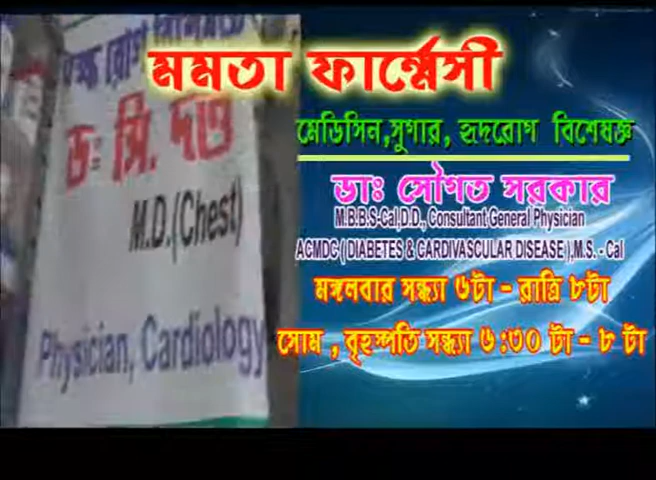 মমতা ফার্ম্মেসী
বক্ষ রোগ
ডাঃ সি. দত্ত
M.D.(Chest)
Physician, Cardiology
মেডিসিন,সুগার, হৃদরোগ বিশেষজ্ঞ
ডাঃ সৌগত সরকার
M.B.B.S-Cal,D.D., Consultant General Physician
ACMDC ( DIABETES & CARDIVASCULAR DISEASE ),M.S. - Cal
মঙ্গলবার সন্ধ্যা ৬টা - রাত্রি ৮টা
সোম , বৃহস্পতি সন্ধ্যা ৬:৩০ টা - ৮ টা